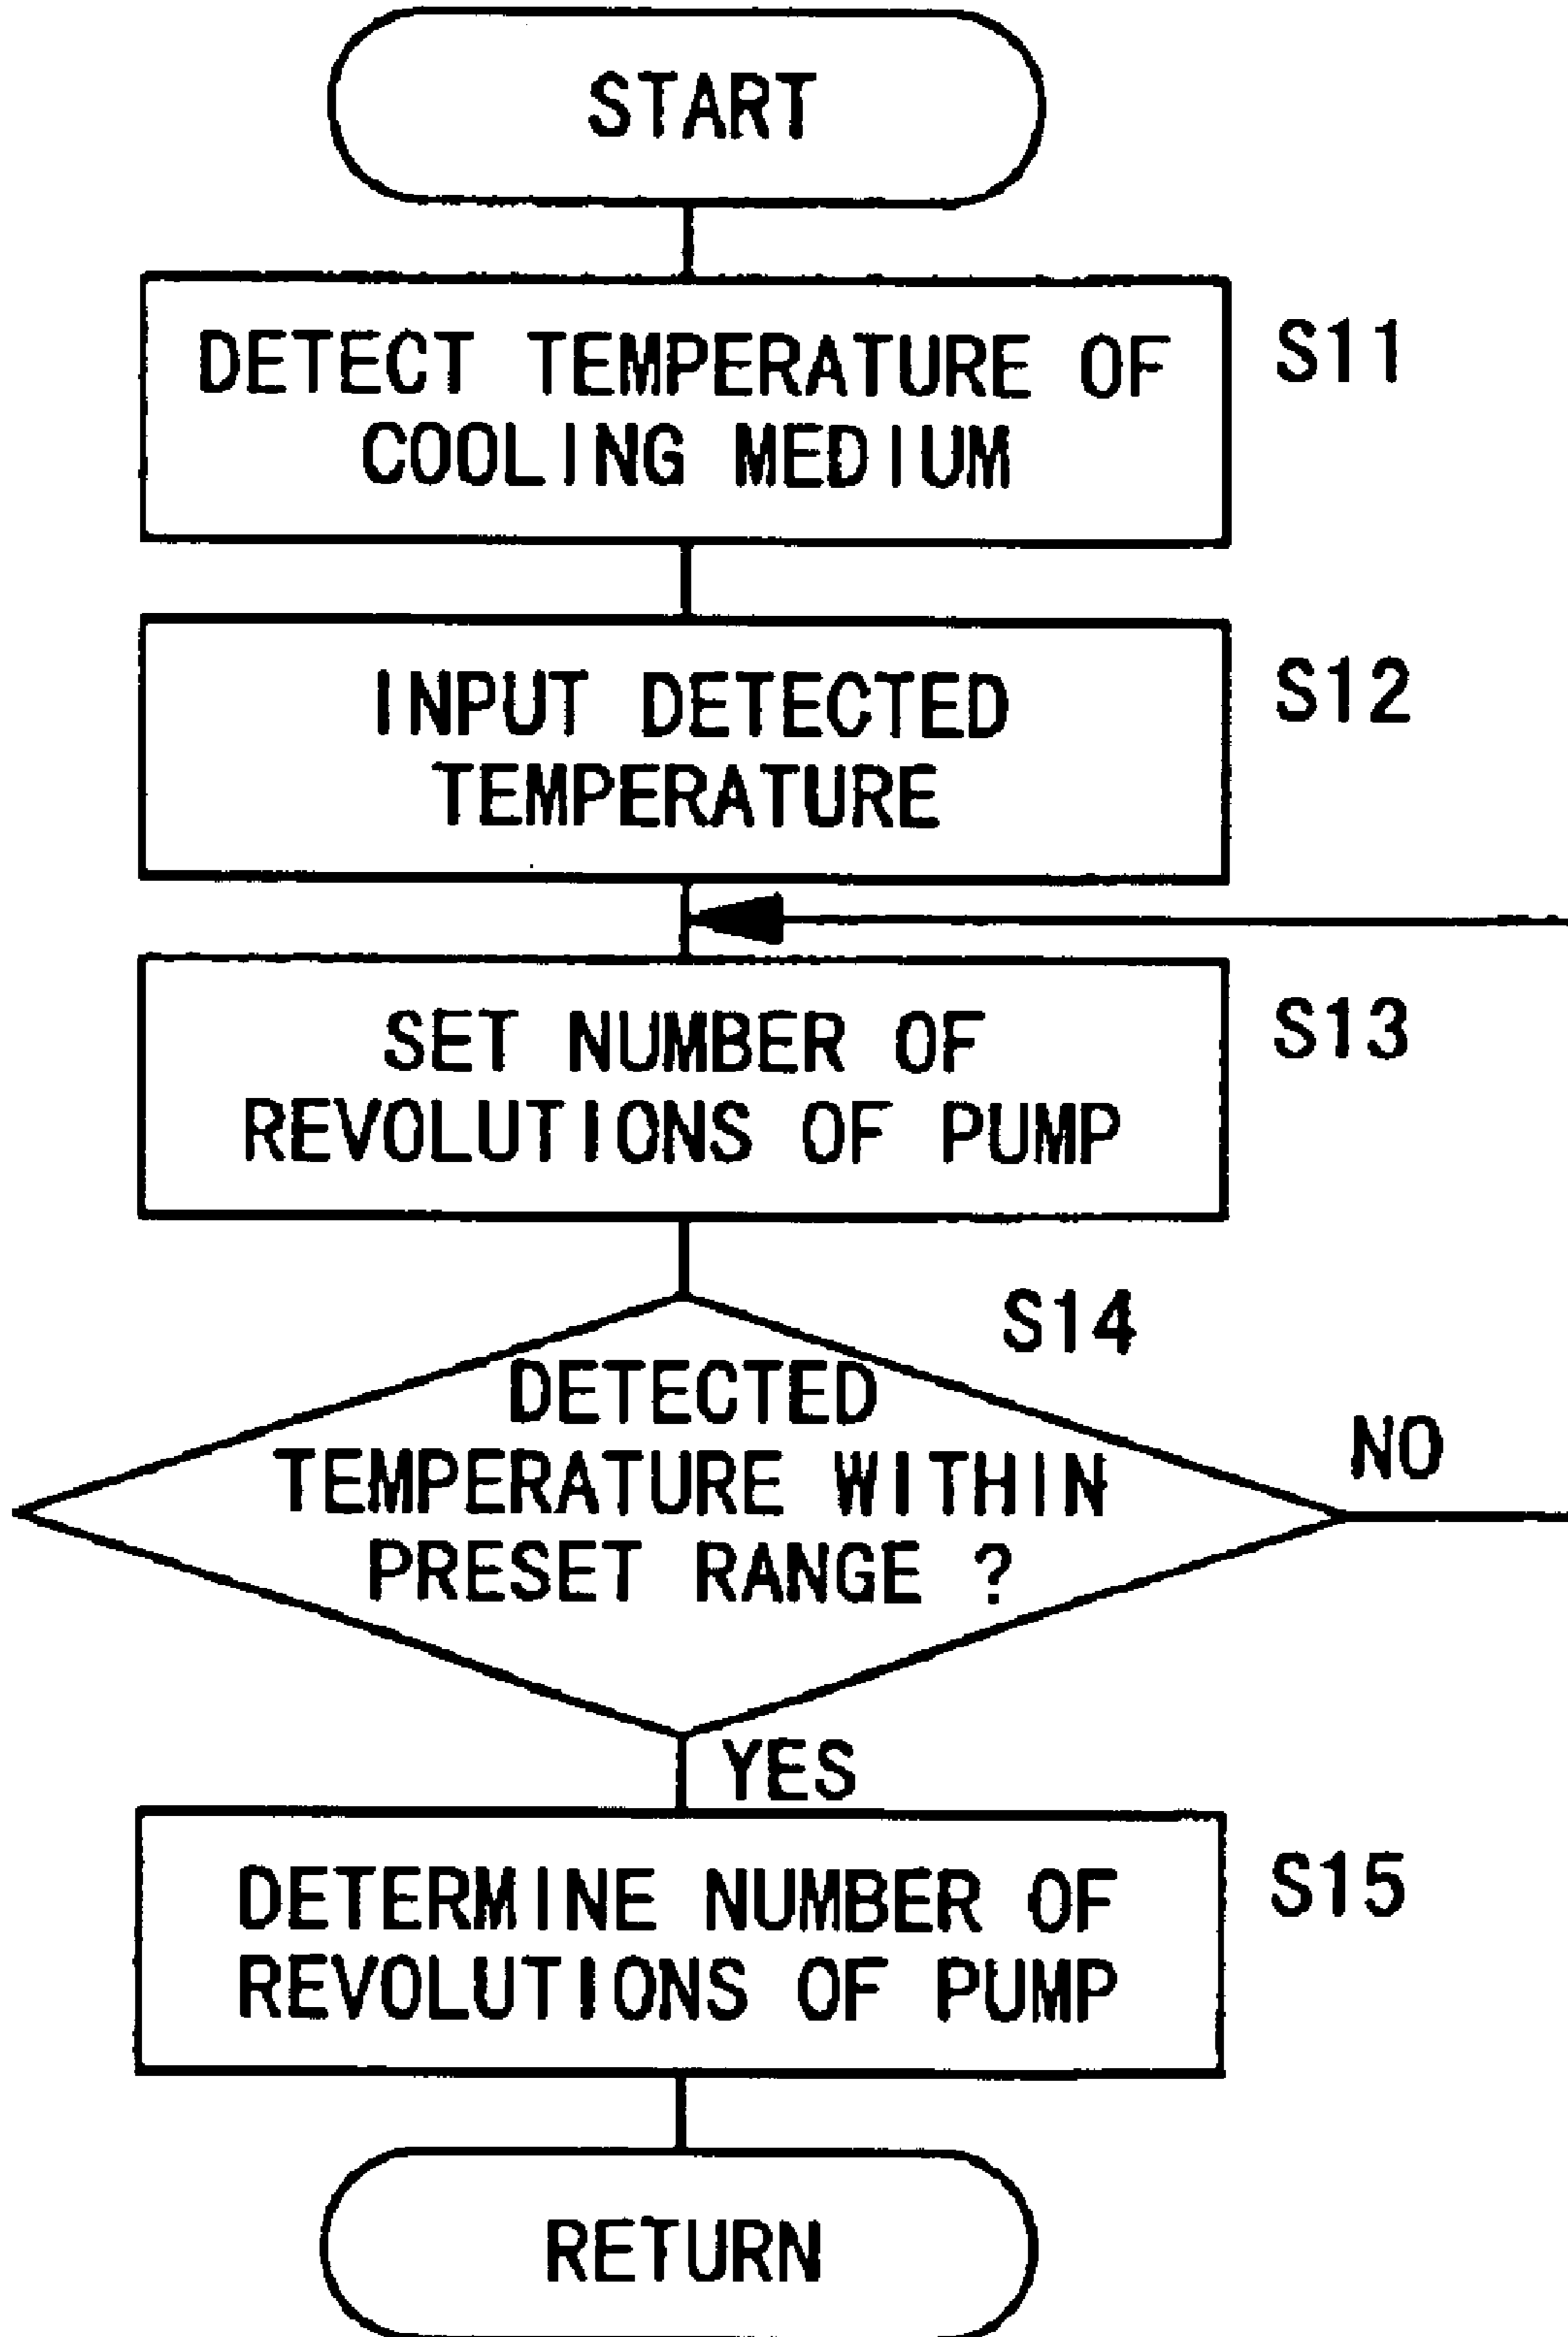 START
DETECT TEMPERATURE OF
COOLING MEDIUM
S11
INPUT DETECTED
TEMPERATURE
S12
SET NUMBER OF
REVOLUTIONS OF PUMP
S13
S14
DETECTED
TEMPERATURE WITHIN
PRESET RANGE ?
NO
YES
DETERMINE NUMBER OF
REVOLUTIONS OF PUMP
S15
RETURN